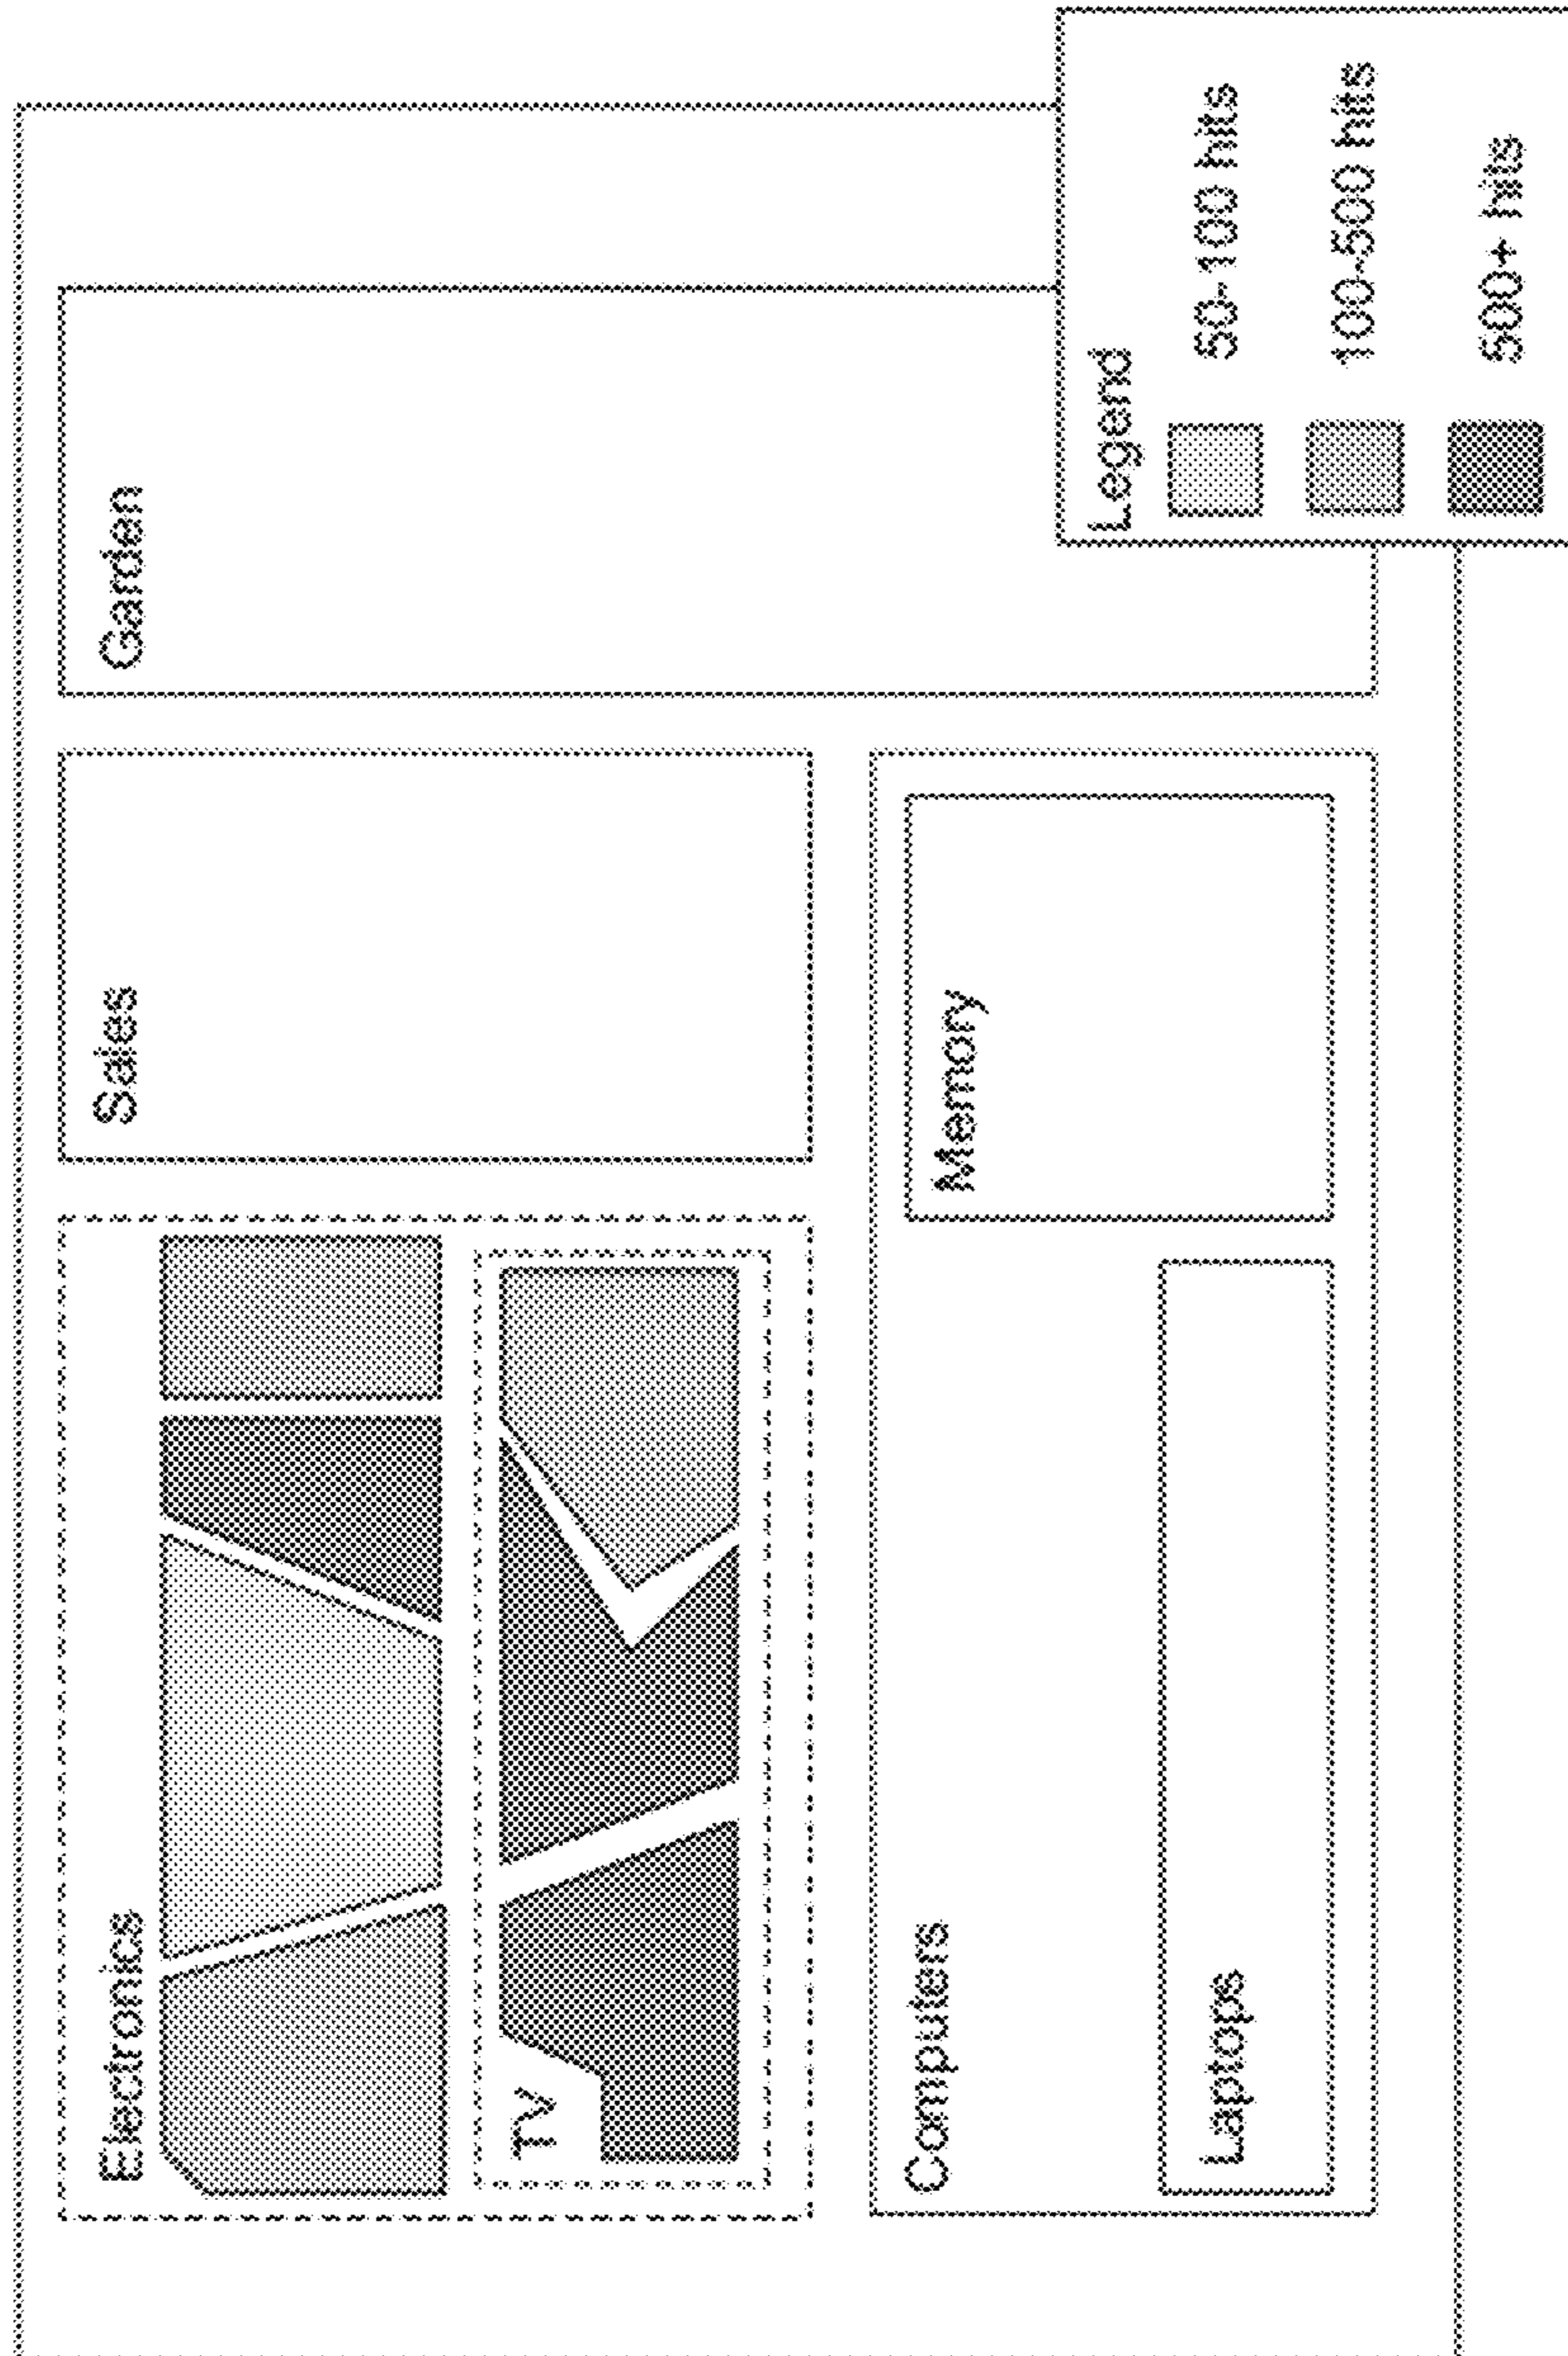 Electronics
Sales
Garden
TV
Computers
Memory
Laptops
Legend
50-100 hits
100-500 hits
500+ hits